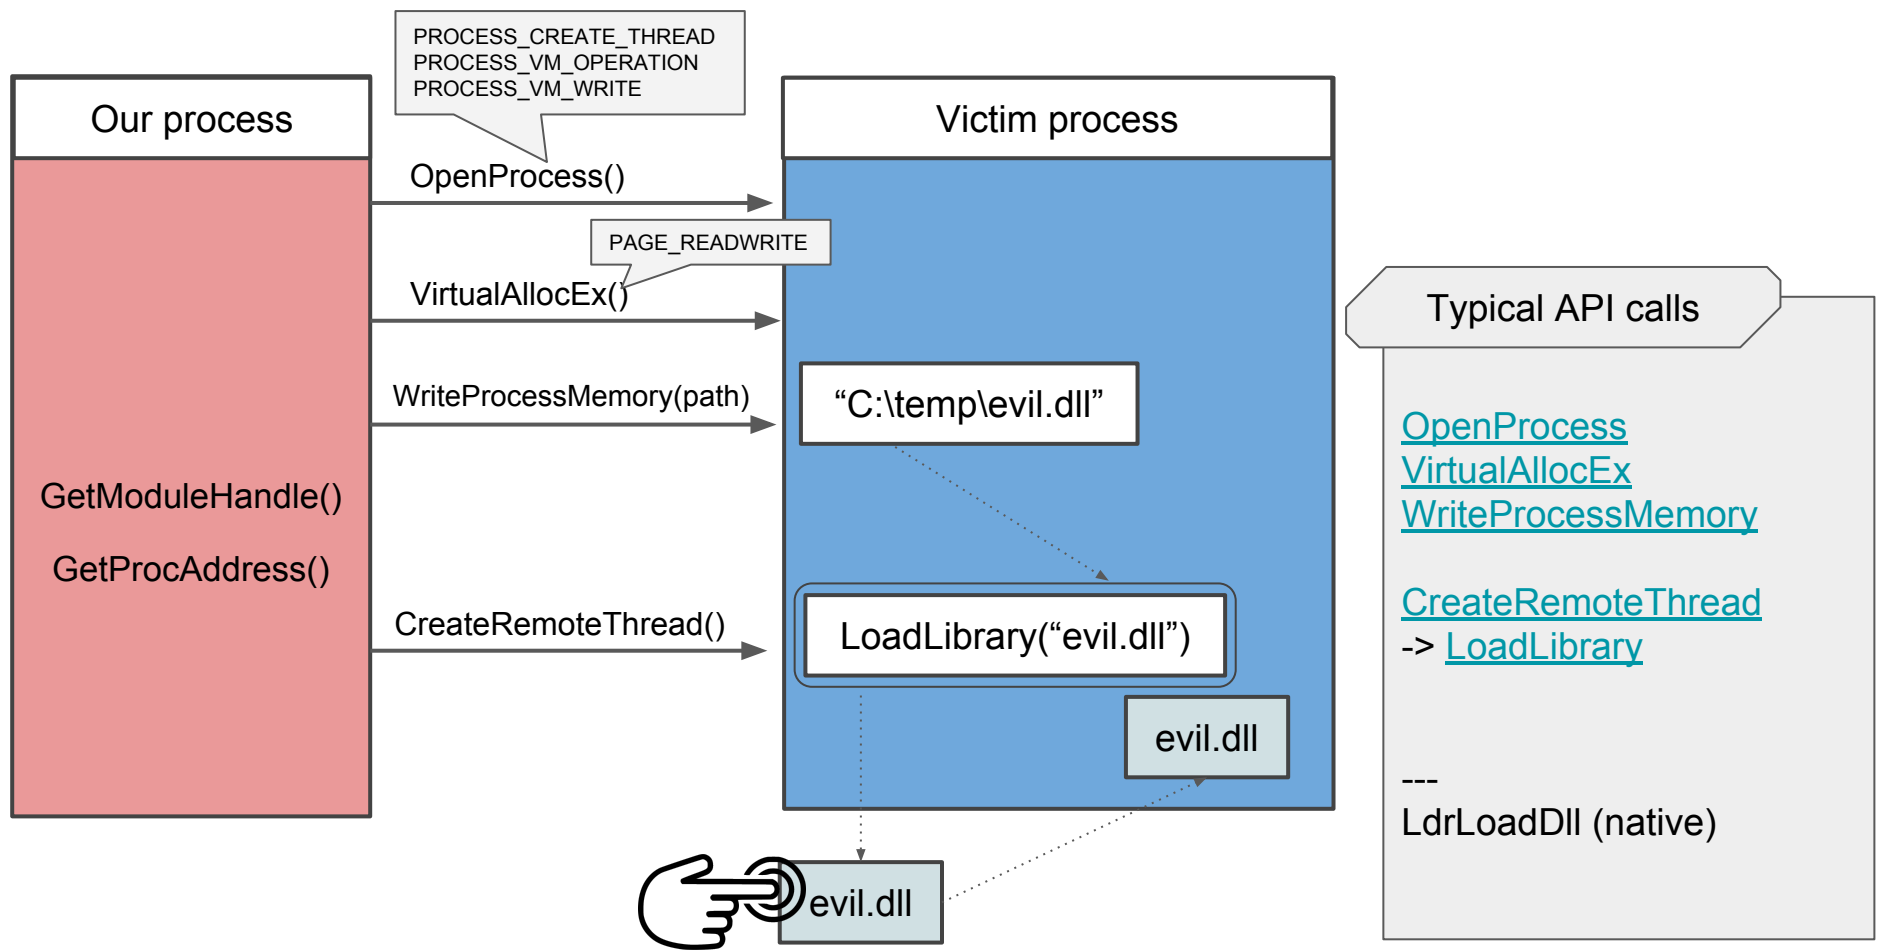 PROCESS_CREATE_THREAD
PROCESS_VM_OPERATION
PROCESS_VM_WRITE
Our process
Victim process
OpenProcess()
PAGE_READWRITE
VirtualAllocEx()
WriteProcessMemory(path)
“C:\temp\evil.dll”
GetModuleHandle()
GetProcAddress()
CreateRemoteThread()
LoadLibrary(“evil.dll”)
evil.dll
evil.dll
Typical API calls
OpenProcess
VirtualAllocEx
WriteProcessMemory
CreateRemoteThread
-> LoadLibrary
---
LdrLoadDll (native)